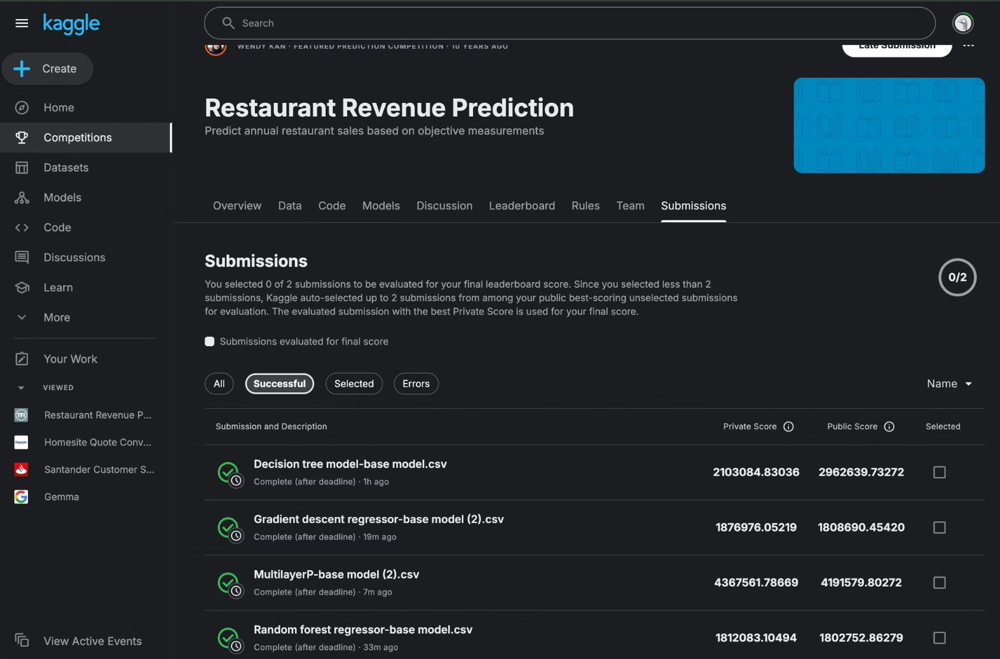 kaggle
Search
Create
Home
Competitions
Datasets
Models
Code
Discussions
Learn
More
Your Work
VIEWED
TFI
Restaurant Revenue P...
Homesite Quote Conv...
Santander Customer S...
Gemma
View Active Events
WENDY KAN · FEATURED PREDICTION COMPETITION · 10 YEARS AGO
Late Submission
Restaurant Revenue Prediction
Predict annual restaurant sales based on objective measurements
Overview Data Code Models Discussion Leaderboard Rules Team Submissions
Submissions
You selected 0 of 2 submissions to be evaluated for your final leaderboard score. Since you selected less than 2
submissions, Kaggle auto-selected up to 2 submissions from among your public best-scoring unselected submissions
for evaluation. The evaluated submission with the best Private Score is used for your final score.
0/2
Submissions evaluated for final score
All Successful Selected Errors
Name
Submission and Description Private Score Public Score Selected
Decision tree model-base model.csv
Complete (after deadline) · 1h ago
2103084.83036 2962639.73272
Gradient descent regressor-base model (2).csv
Complete (after deadline) · 19m ago
1876976.05219 1808690.45420
MultilayerP-base model (2).csv
Complete (after deadline) · 7m ago
4367561.78669 4191579.80272
Random forest regressor-base model.csv
Complete (after deadline) · 33m ago
1812083.10494 1802752.86279